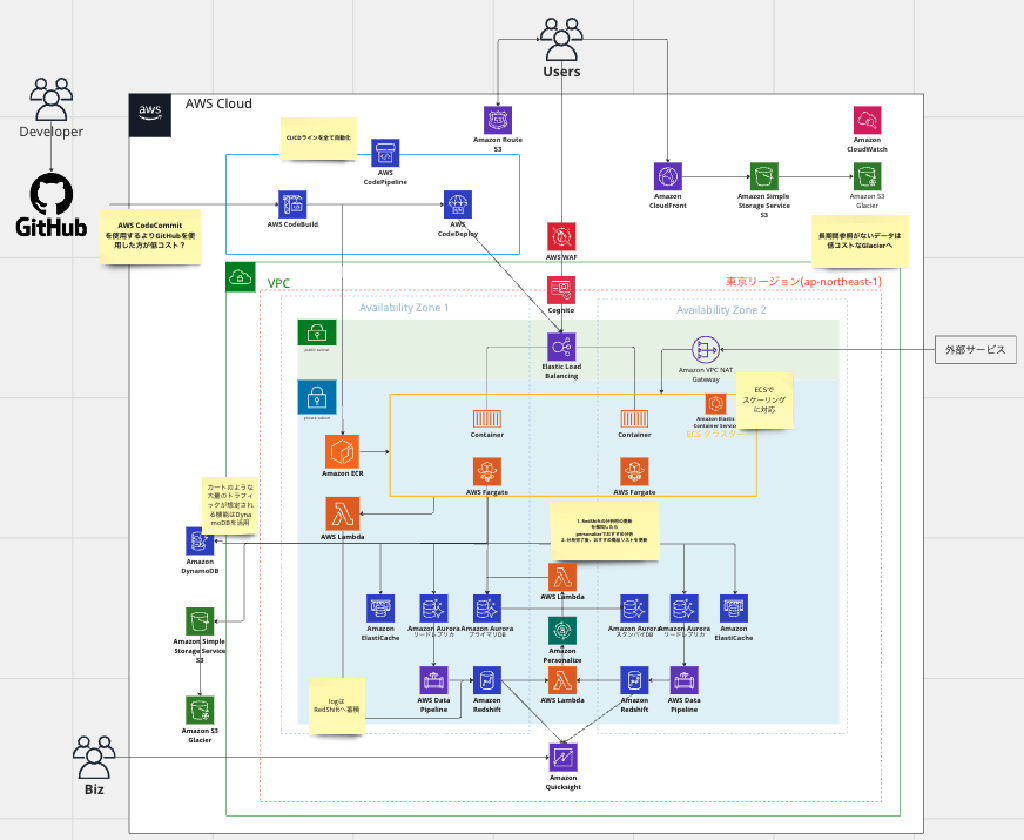 Users
Developer
GitHub
aws
AWS Cloud
CI/CDラインを全て自動化
AWS
CodePipeline
AWS CodeBuild
AWS
CodeDeploy
Amazon Route
53
Amazon
CloudFront
Amazon Simple
Storage Service
S3
Amazon
CloudWatch
Amazon S3
Glacier
AWS CodeCommit
を使用するよりGitHubを使
用した方が低コスト？
長期間参照がないデータは
低コストなGlacierへ
AWS WAF
VPC
東京リージョン(ap-northeast-1)
Cognito
Availability Zone 1
Availability Zone 2
public subnet
private subnet
Elastic Load
Balancing
Amazon VPC NAT
Gateway
外部サービス
ECSで
スケーリング
に対応
Amazon Elastic
Container Service
ECS クラスター
Container
Container
Amazon ECR
AWS Fargate
AWS Fargate
AWS Lambda
カートのような
大量のトラフィ
ックが想定され
る機能はDyna
moDBを活用
Amazon
DynamoDB
AWS Lambda
Amazon
ElastiCache
Amazon Aurora
リードレプリカ
Amazon Aurora
プライマリDB
Amazon Aurora
スタンバイDB
Amazon Aurora
リードレプリカ
Amazon
ElastiCache
Amazon
Personalize
Amazon Simple
Storage Service
S3
AWS Data
Pipeline
Amazon
Redshift
AWS Lambda
Amazon
Redshift
AWS Data
Pipeline
logは
RedShiftへ蓄積
Amazon S3
Glacier
Amazon
Quicksight
Biz